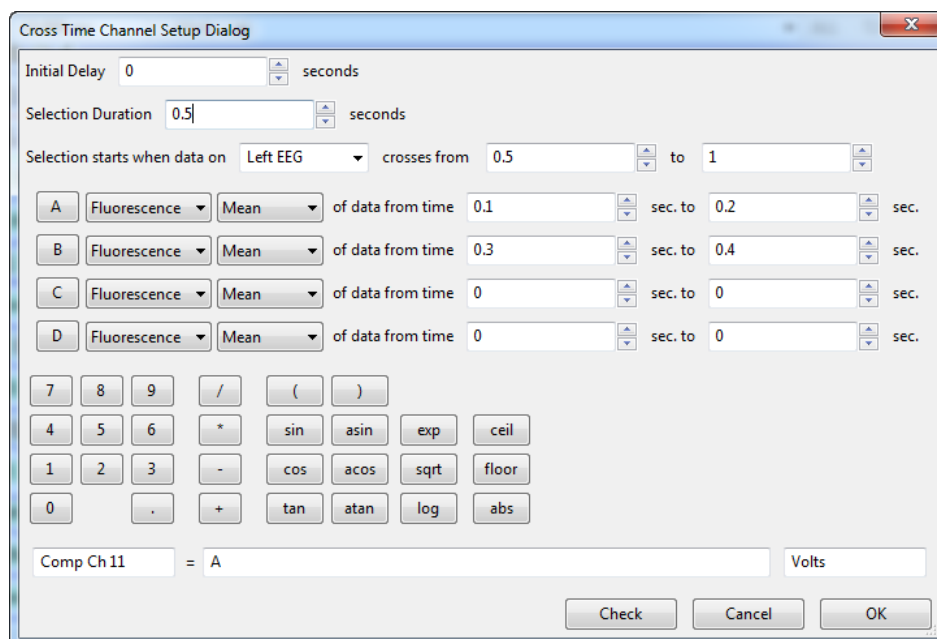 Cross Time Channel Setup Dialog
Initial Delay 0 seconds
Selection Duration 0.5 seconds
Selection starts when data on Left EEG crosses from 0.5 to 1
A Fluorescence Mean of data from time 0.1 sec. to 0.2 sec.
B Fluorescence Mean of data from time 0.3 sec. to 0.4 sec.
C Fluorescence Mean of data from time 0 sec. to 0 sec.
D Fluorescence Mean of data from time 0 sec. to 0 sec.
7 8 9 / ( )
4 5 6 * sin asin exp ceil
1 2 3 - cos acos sqrt floor
0 . + tan atan log abs
Comp Ch 11 = A Volts
Check Cancel OK